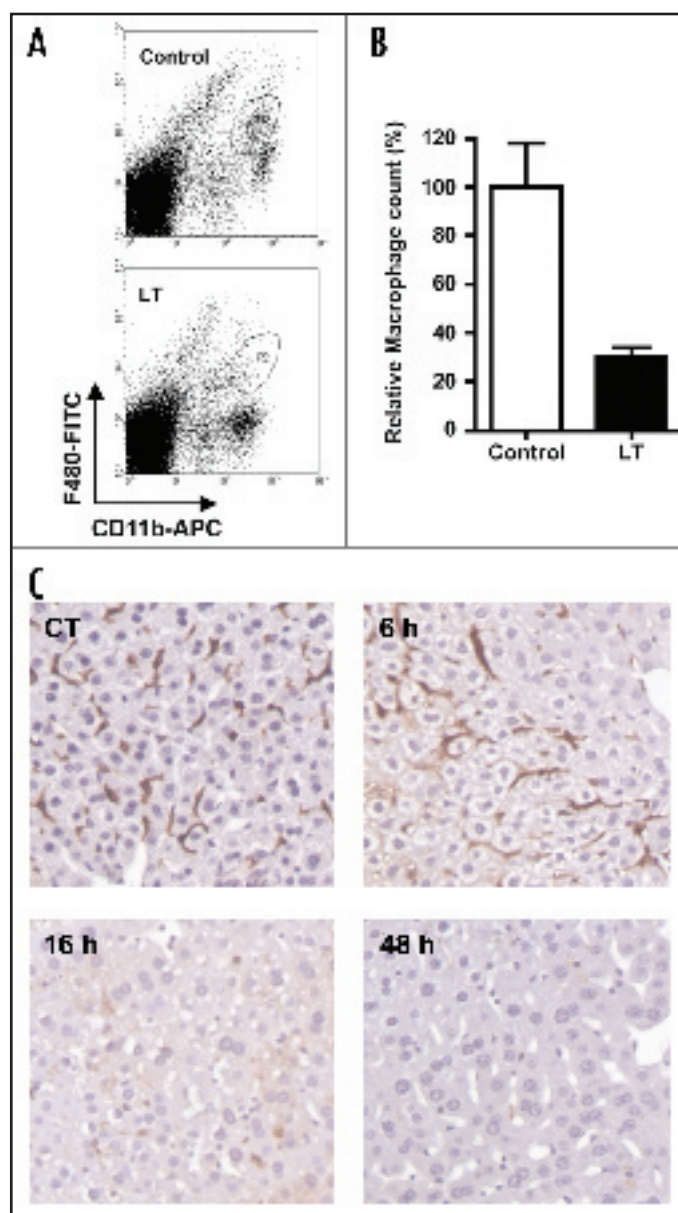 A
Control
LT
F480-FITC
CD11b-APC
B
Relative Macrophage count (%)
120
100
80
60
40
20
0
Control
LT
C
CT
6 h
16 h
48 h